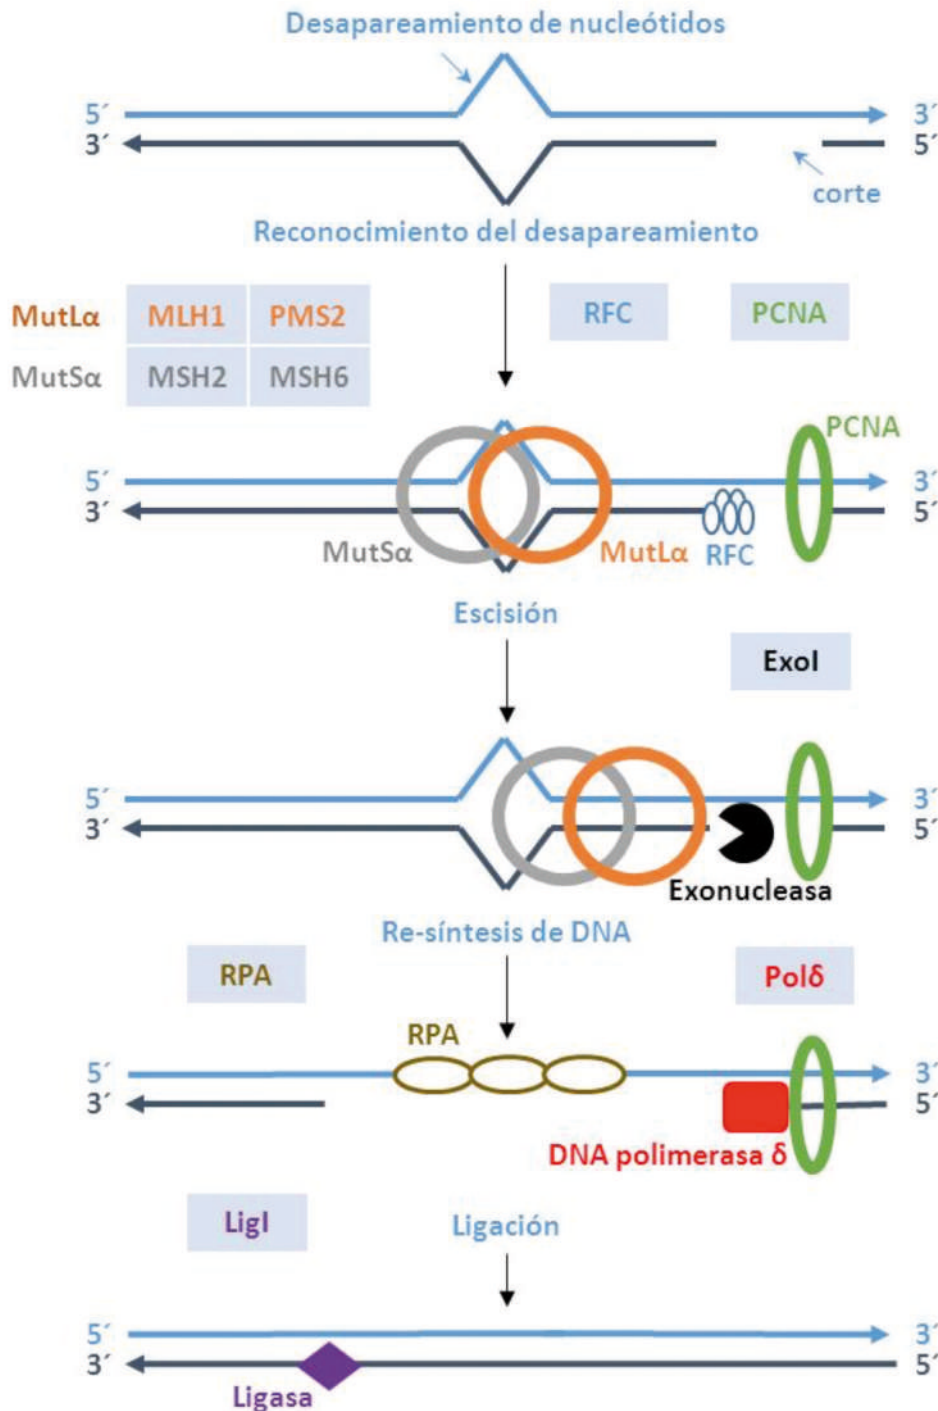 Desapareamiento de nucleótidos
5´ 3´
3´ 5´
corte
Reconocimiento del desapareamiento
MutLα MLH1 PMS2 RFC PCNA
MutSα MSH2 MSH6
PCNA
5´ 3´
3´ 5´
MutSα MutLα RFC
Escisión
ExoI
5´ 3´
3´ 5´
Exonucleasa
Re-síntesis de DNA
RPA Polδ
RPA
5´ 3´
3´ 5´
DNA polimerasa δ
LigI Ligación
5´ 3´
3´ 5´
Ligasa